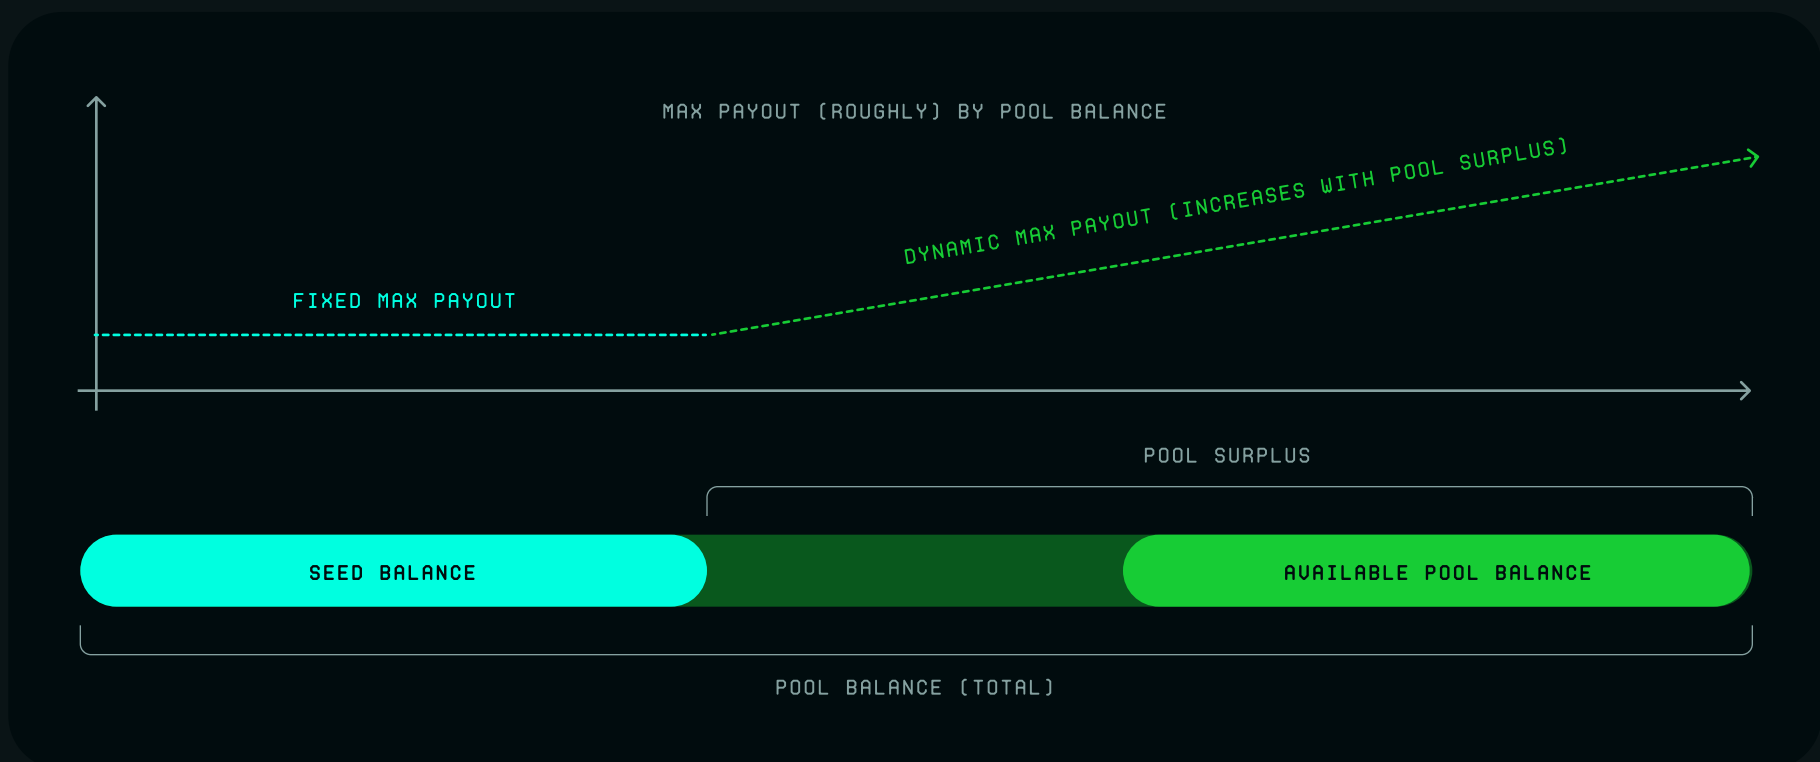 MAX PAYOUT (ROUGHLY) BY POOL BALANCE
DYNAMIC MAX PAYOUT (INCREASES WITH POOL SURPLUS)
FIXED MAX PAYOUT
POOL SURPLUS
SEED BALANCE
AVAILABLE POOL BALANCE
POOL BALANCE (TOTAL)